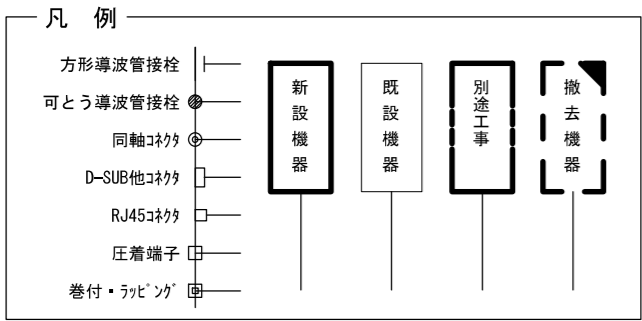 凡 例
方形導波管接栓
可とう導波管接栓
同軸ｺﾈｸﾀ
D-SUB他ｺﾈｸﾀ
RJ45ｺﾈｸﾀ
圧着端子
巻付・ﾗｯﾋﾟﾝｸﾞ
新設機器
既設機器
別途工事
撤去機器